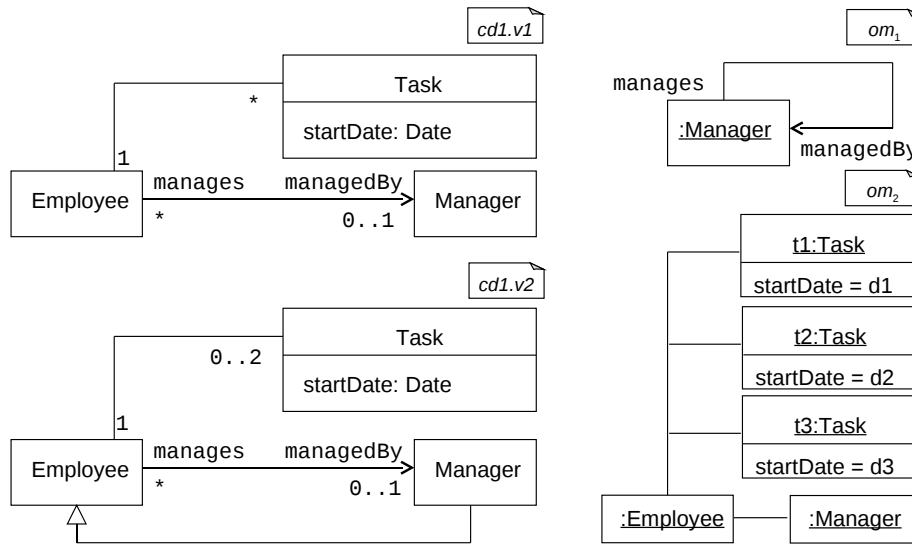 cd1.v1
Task
*
startDate: Date
1
Employee
manages
managedBy
Manager
*
0..1
cd1.v2
Task
0..2
startDate: Date
1
Employee
manages
managedBy
Manager
*
0..1
om1
manages
:Manager
managedBy
om2
t1:Task
startDate = d1
t2:Task
startDate = d2
t3:Task
startDate = d3
:Employee
:Manager